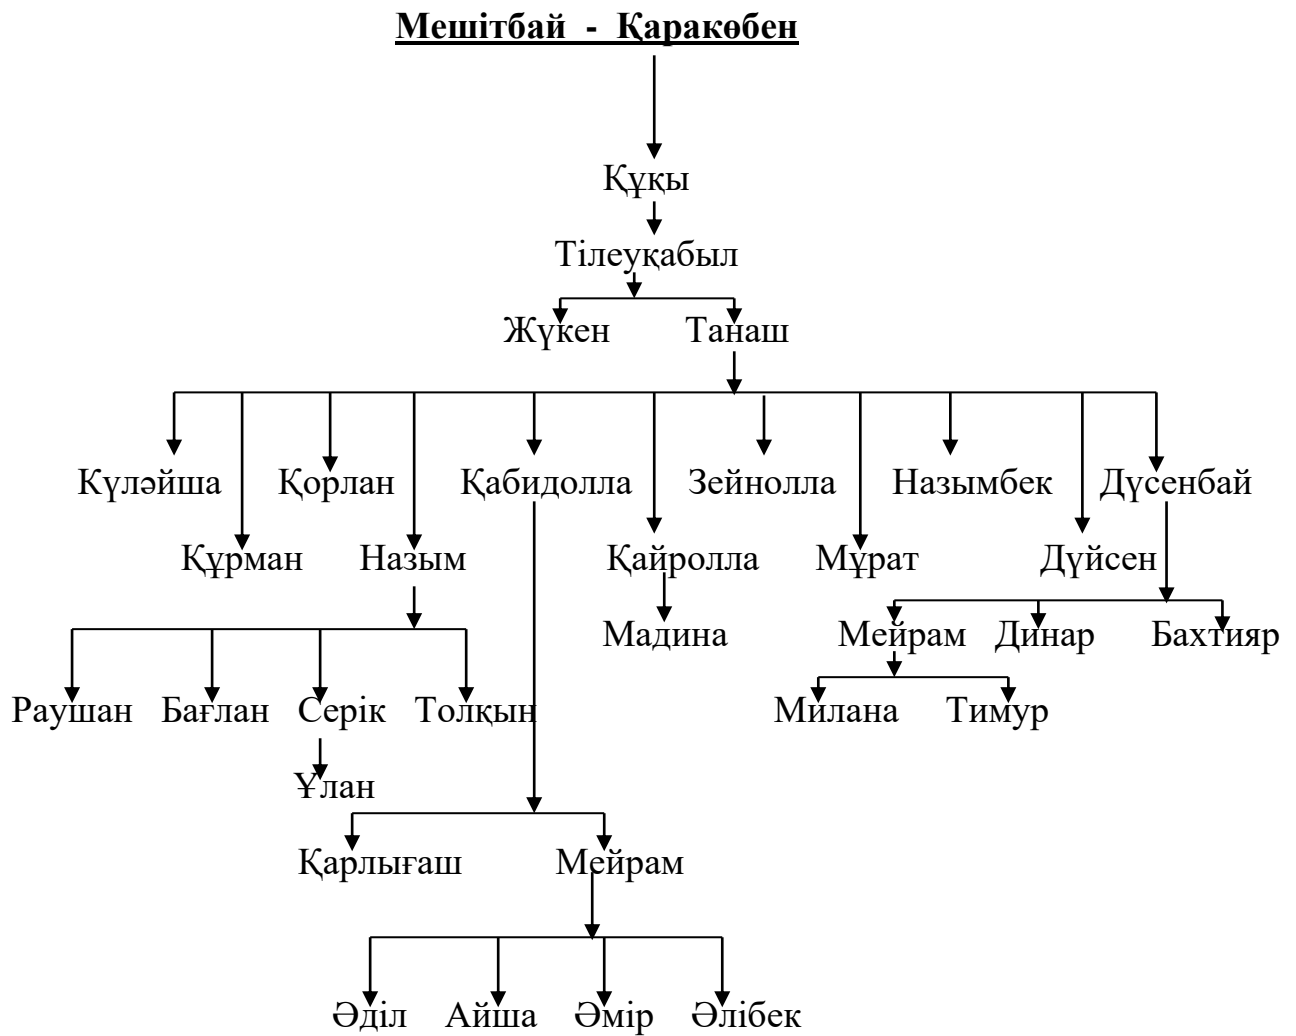 Мешітбай - Қаракөбен
Құқы
Тілеуқабыл
Жүкен Танаш
Күләйша Қорлан Қабидолла Зейнолла Назымбек Дүсенбай
Құрман Назым Қайролла Мұрат Дүйсен
Мадина Мейрам Динар Бахтияр
Раушан Бағлан Серік Толқын Милана Тимур
Ұлан
Қарлығаш Мейрам
Әділ Айша Әмір Әлібек